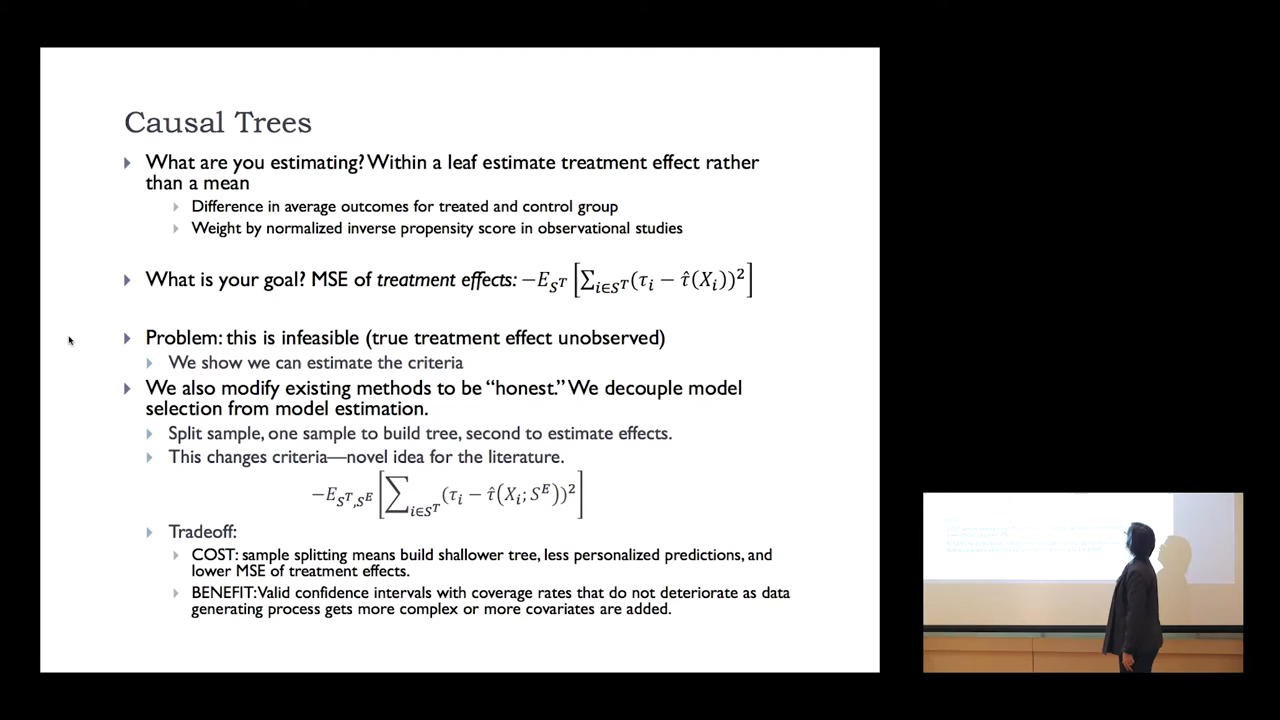 Causal Trees
What are you estimating? Within a leaf estimate treatment effect rather
than a mean
Difference in average outcomes for treated and control group
Weight by normalized inverse propensity score in observational studies
What is your goal? MSE of treatment effects: −E_{S^T}[∑_{i∈S^T}(τ_i − τ̂(X_i))²]
Problem: this is infeasible (true treatment effect unobserved)
We show we can estimate the criteria
We also modify existing methods to be “honest.” We decouple model
selection from model estimation.
Split sample, one sample to build tree, second to estimate effects.
This changes criteria—novel idea for the literature.
−E_{S^T,S^E}[∑_{i∈S^T}(τ_i − τ̂(X_i; S^E))²]
Tradeoff:
COST: sample splitting means build shallower tree, less personalized predictions, and
lower MSE of treatment effects.
BENEFIT: Valid confidence intervals with coverage rates that do not deteriorate as data
generating process gets more complex or more covariates are added.